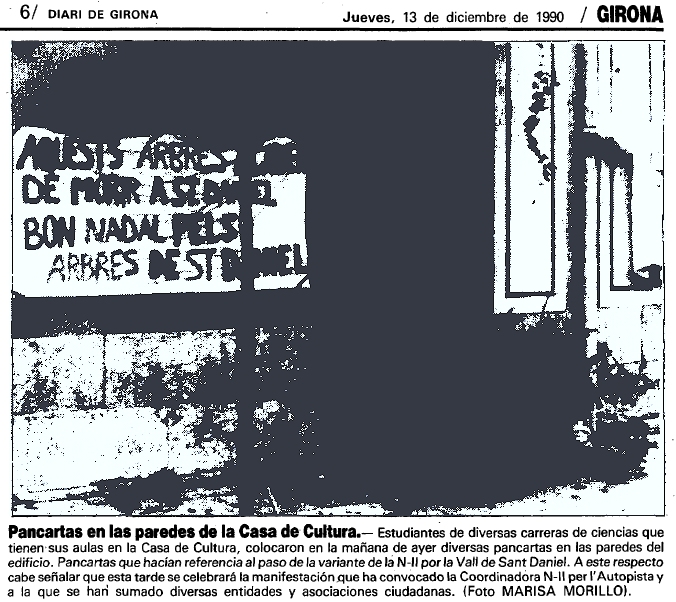 6/ DIARI DE GIRONA
Jueves, 13 de diciembre de 1990 / GIRONA
AQUESTS ARBRES
DE MORIR A ST DANIEL
BON NADAL PELS
ARBRES DE ST DANIEL
Pancartas en las paredes de la Casa de Cultura.— Estudiantes de diversas carreras de ciencias que
tienen sus aulas en la Casa de Cultura, colocaron en la mañana de ayer diversas pancartas en las paredes del
edificio. Pancartas que hacían referencia al paso de la variante de la N-II por la Vall de Sant Daniel. A este respecto
cabe señalar que esta tarde se celebrará la manifestación que ha convocado la Coordinadora N-II per l'Autopista y
a la que se han sumado diversas entidades y asociaciones ciudadanas. (Foto MARISA MORILLO).